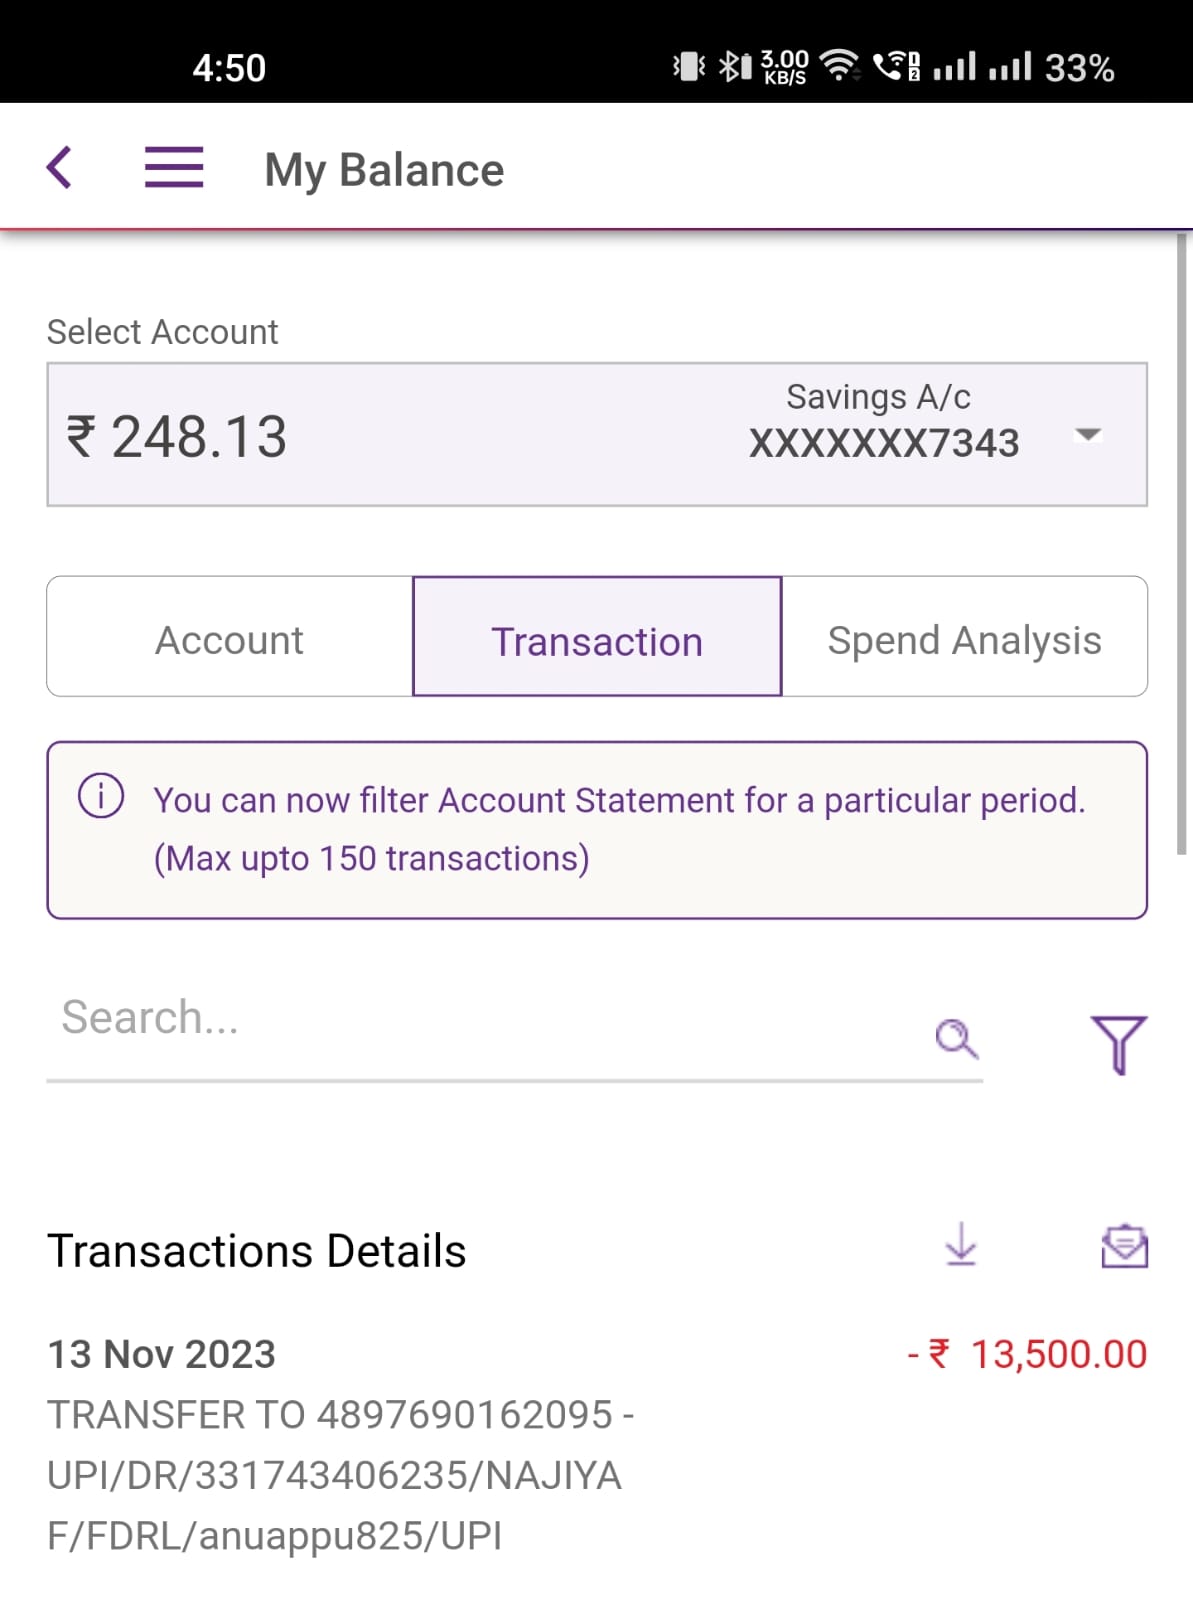 4:50
3.00
KB/S
33%
My Balance
Select Account
₹ 248.13
Savings A/c
XXXXXXX7343
Account
Transaction
Spend Analysis
You can now filter Account Statement for a particular period.
(Max upto 150 transactions)
Search...
Transactions Details
13 Nov 2023
- ₹ 13,500.00
TRANSFER TO 4897690162095 -
UPI/DR/331743406235/NAJIYA
F/FDRL/anuappu825/UPI